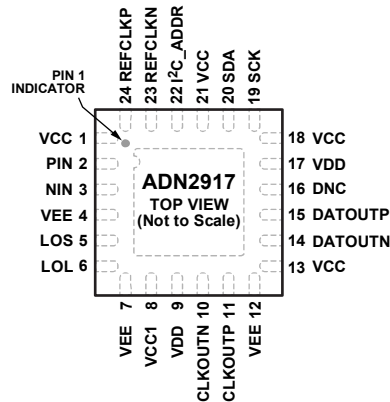 24 REFCLKP
23 REFCLKN
22 I²C_ADDR
21 VCC
20 SDA
19 SCK
PIN 1
INDICATOR
VCC 1
PIN 2
NIN 3
VEE 4
LOS 5
LOL 6
ADN2917
TOP VIEW
(Not to Scale)
18 VCC
17 VDD
16 DNC
15 DATOUTP
14 DATOUTN
13 VCC
VEE 7
VCC1 8
VDD 9
CLKOUTN 10
CLKOUTP 11
VEE 12